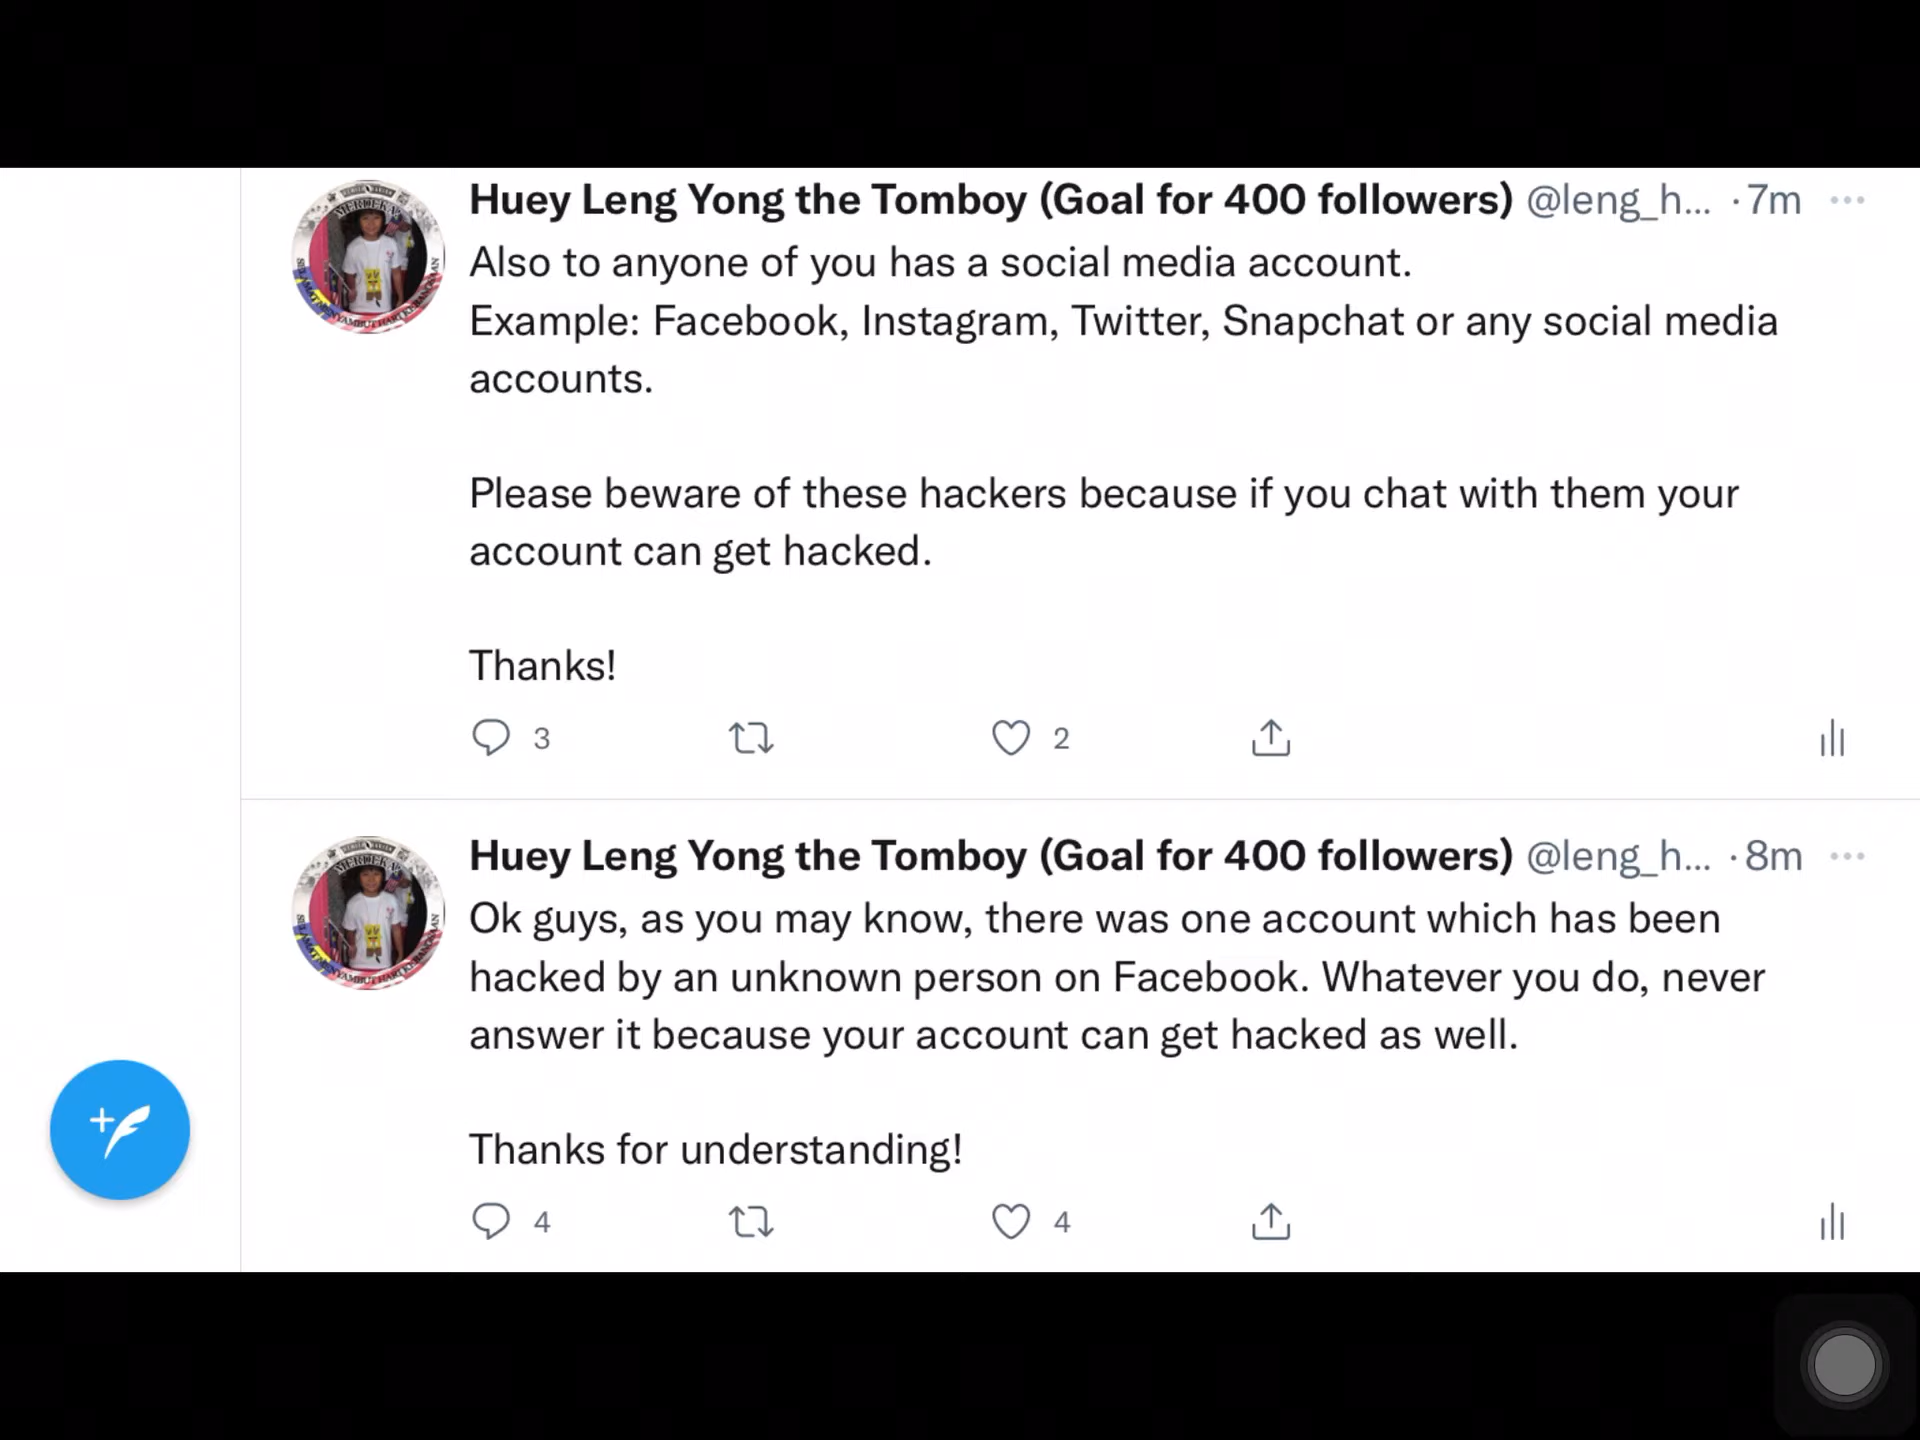 Huey Leng Yong the Tomboy (Goal for 400 followers) @leng_h... · 7m
Also to anyone of you has a social media account.
Example: Facebook, Instagram, Twitter, Snapchat or any social media
accounts.
Please beware of these hackers because if you chat with them your
account can get hacked.
Thanks!
3 2
MERDEKA
Huey Leng Yong the Tomboy (Goal for 400 followers) @leng_h... · 8m
Ok guys, as you may know, there was one account which has been
hacked by an unknown person on Facebook. Whatever you do, never
answer it because your account can get hacked as well.
Thanks for understanding!
4 4
MERDEKA